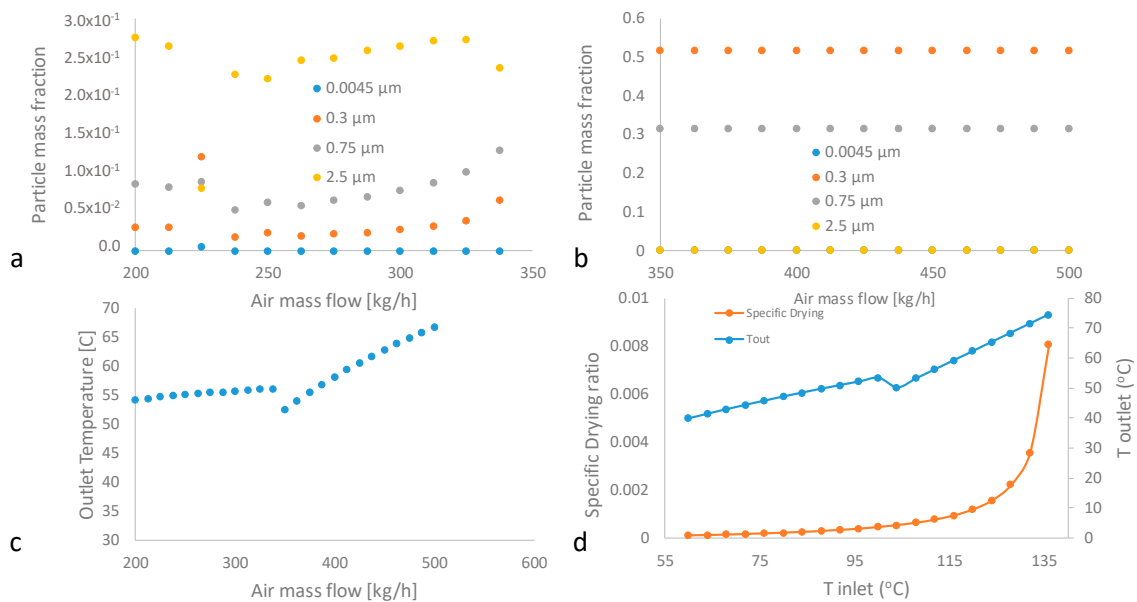 3.0x10⁻¹
2.5x10⁻¹
2.0x10⁻¹
1.5x10⁻¹
1.0x10⁻¹
0.5x10⁻²
0.0
Particle mass fraction
0.0045 µm
0.3 µm
0.75 µm
2.5 µm
200 250 300 350
Air mass flow [kg/h]
a
0.6
0.5
0.4
0.3
0.2
0.1
0
Particle mass fraction
0.0045 µm
0.3 µm
0.75 µm
2.5 µm
350 400 450 500
Air mass flow [kg/h]
b
70
65
60
55
50
45
40
35
30
Outlet Temperature [C]
200 300 400 500 600
Air mass flow [kg/h]
c
0.01
0.008
0.006
0.004
0.002
0
Specific Drying ratio
Specific Drying
Tout
80
70
60
50
40
30
20
10
0
T outlet (°C)
55 75 95 115 135
T inlet (°C)
d